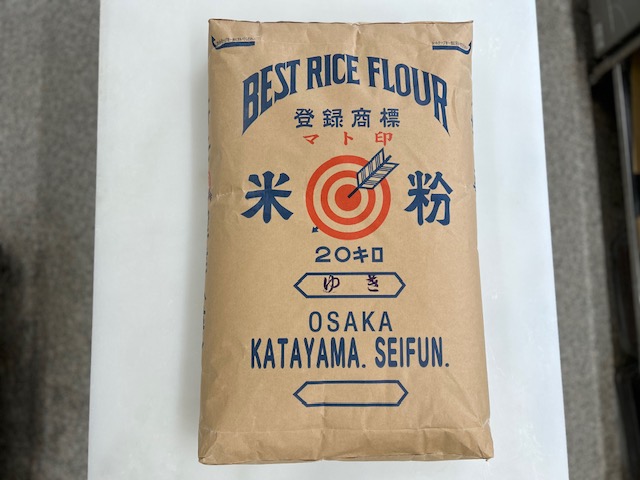 BEST RICE FLOUR
登録商標
マト印
米 粉
20キロ
ゆき
OSAKA
KATAYAMA. SEIFUN.